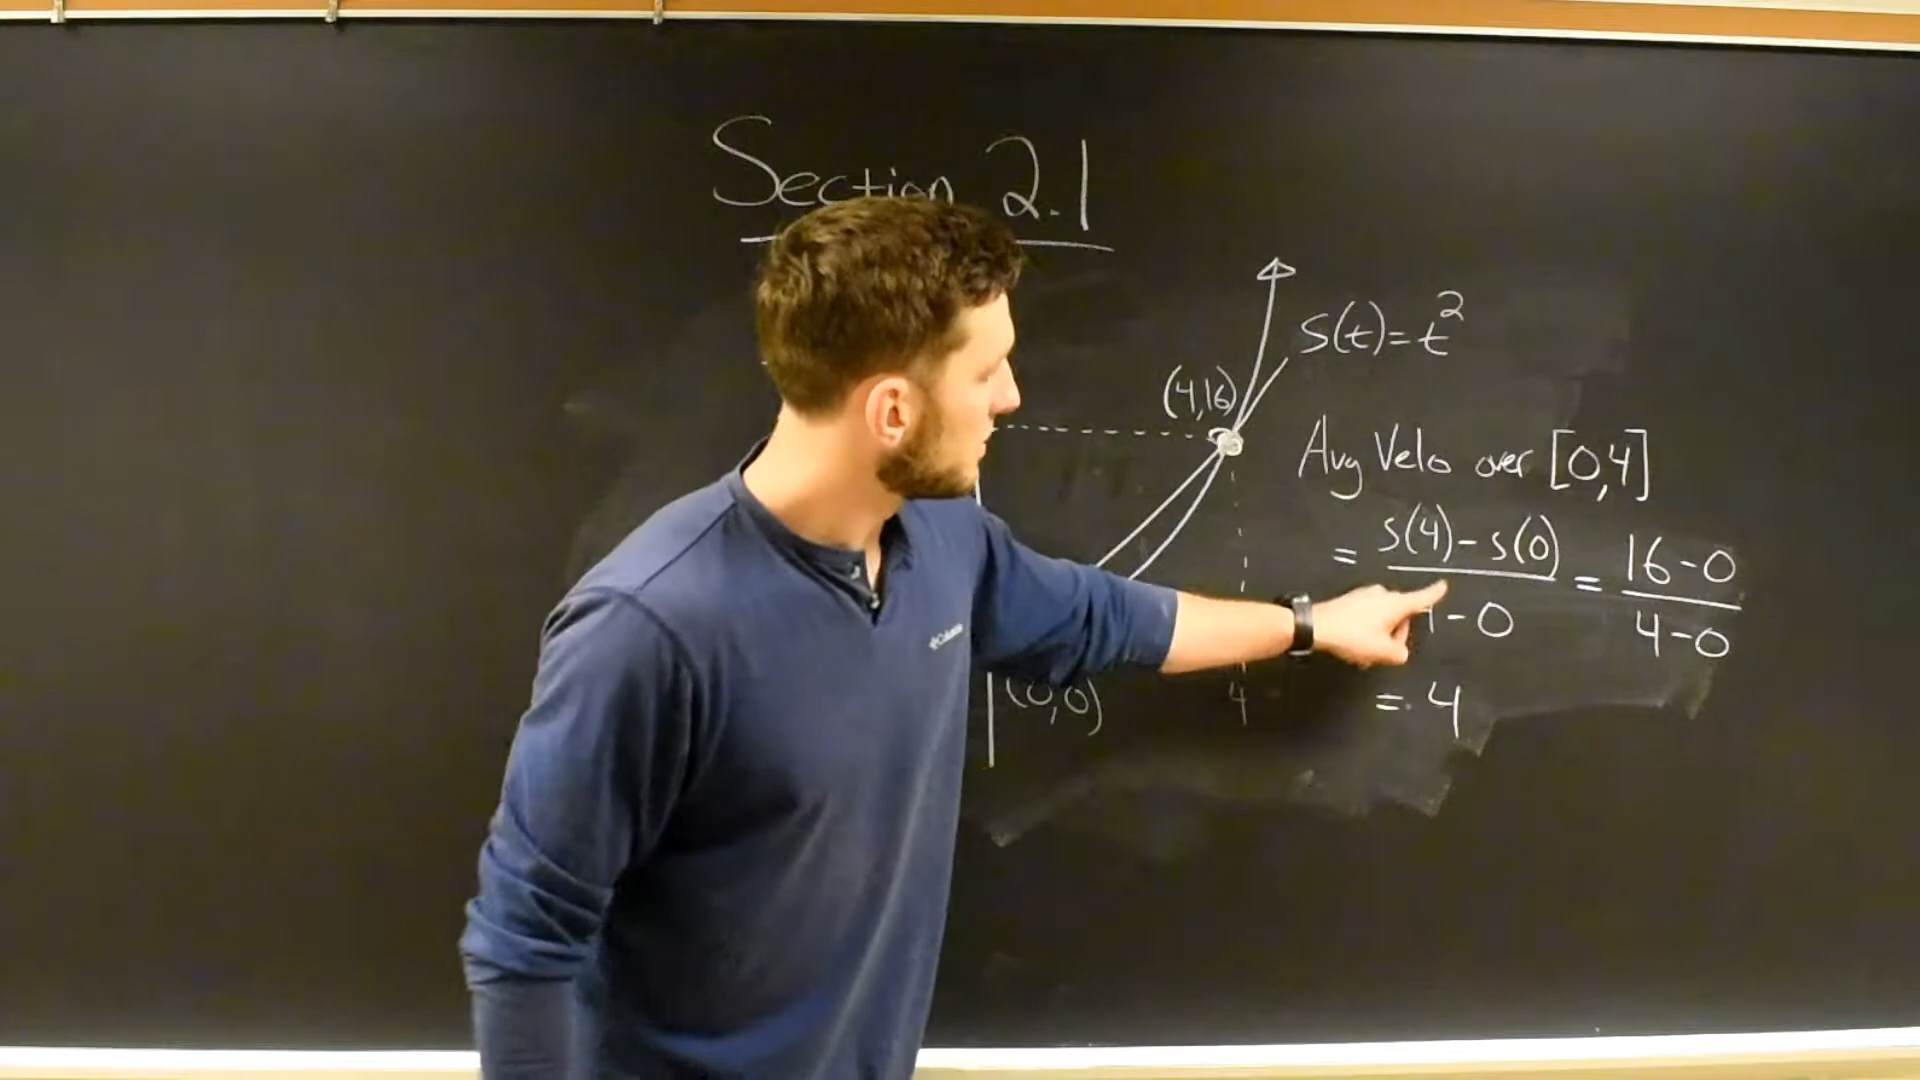 Section 2.1
s(t)=t²
(4,16)
Avg Velo over [0,4]
= s(4)-s(0) = 16-0
-0 4-0
(0,0)
4
= 4
Columbia